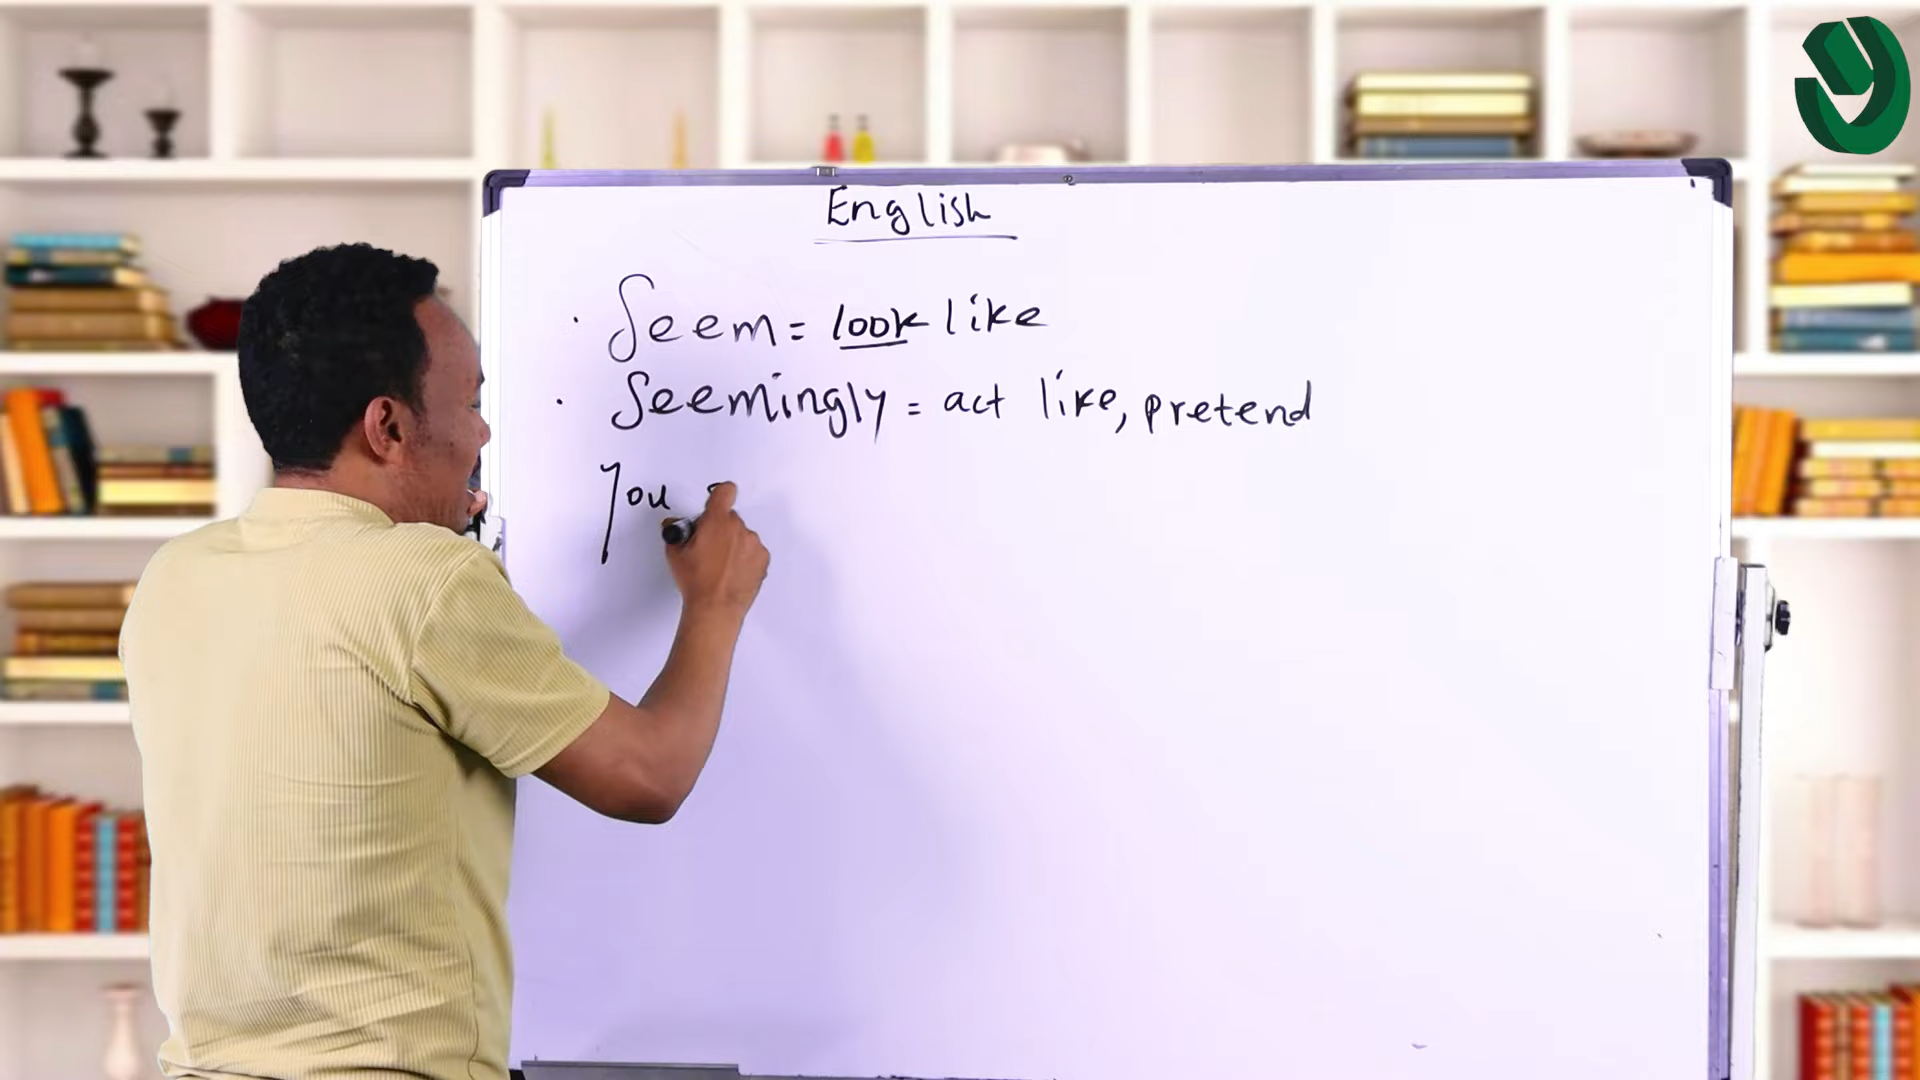 English
· Seem = look like
· Seemingly = act like, pretend
You